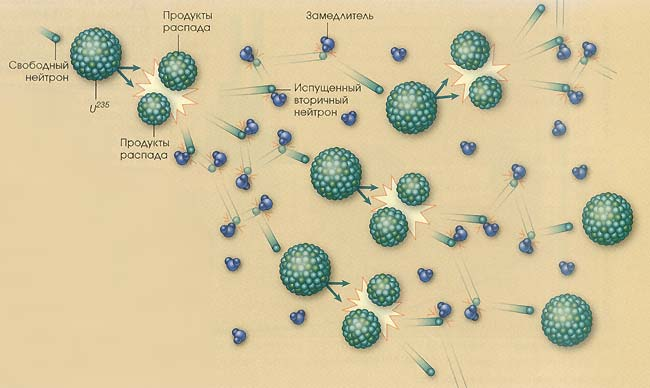 Продукты
распада
Замедлитель
Свободный
нейтрон
U235
Испущенный
вторичный
нейтрон
Продукты
распада